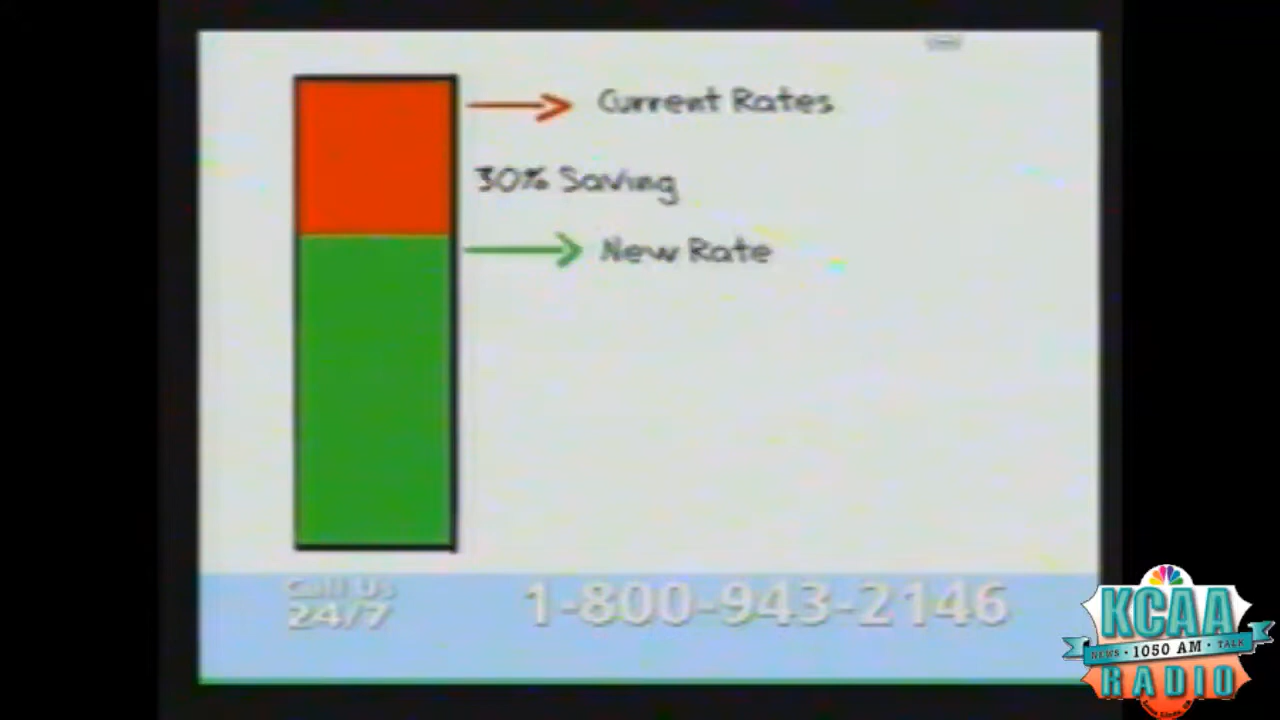 Current Rates
30% Saving
New Rate
Call Us
24/7
1-800-943-2146
KCAA
NEWS · 1050 AM · TALK
RADIO